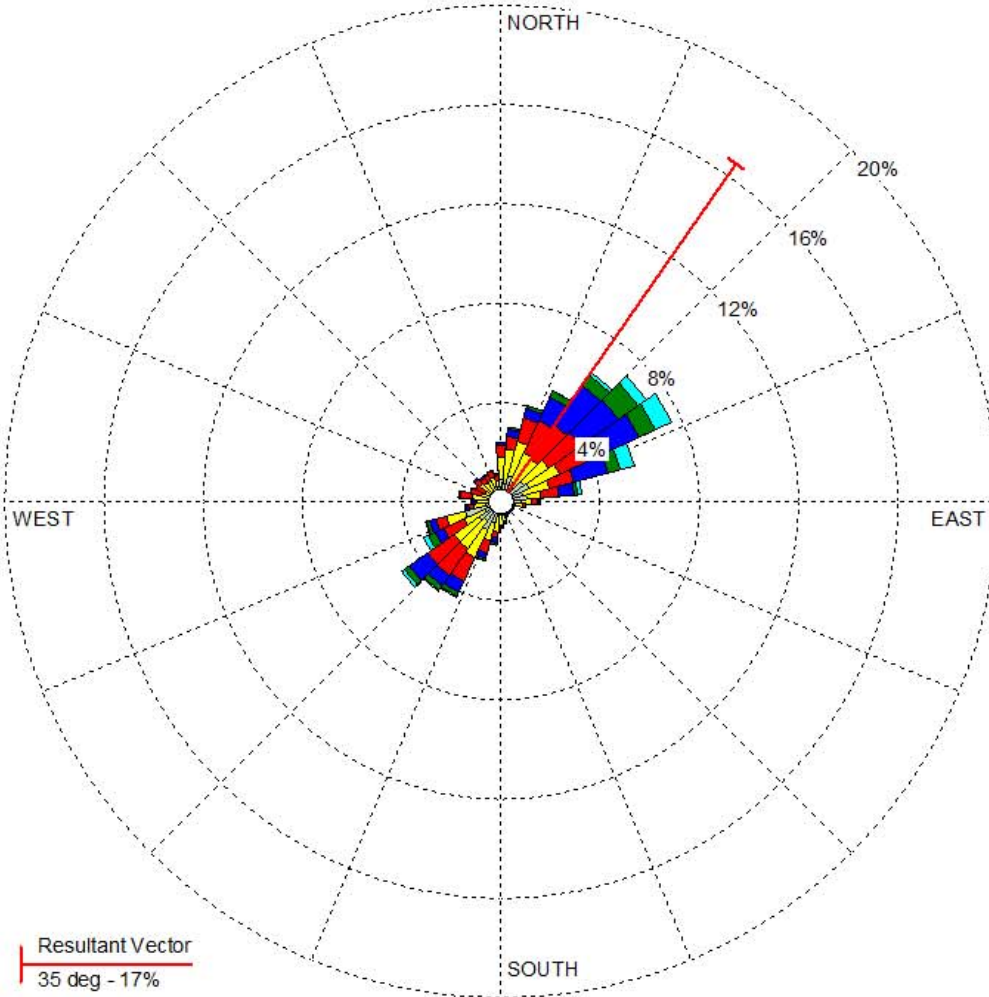 NORTH
20%
16%
12%
8%
4%
WEST
EAST
Resultant Vector
35 deg - 17%
SOUTH